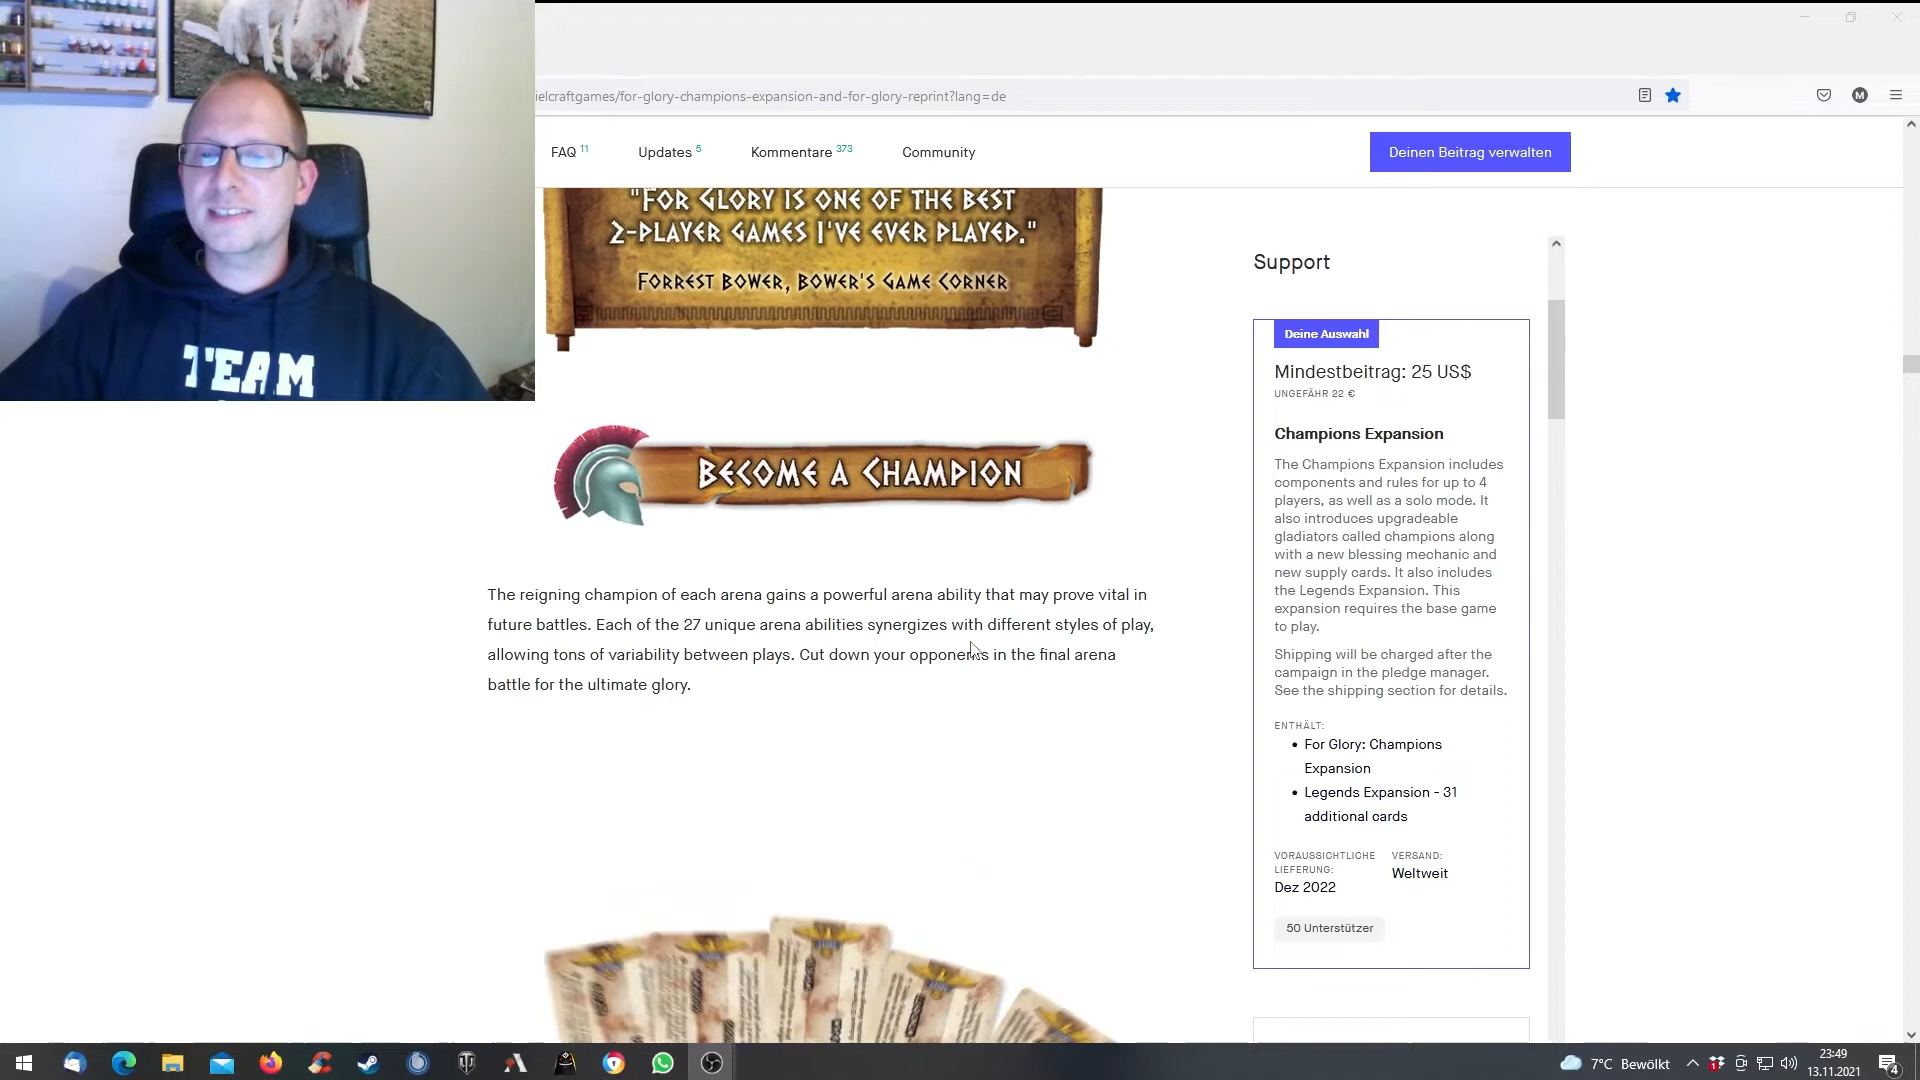 ielcraftgames/for-glory-champions-expansion-and-for-glory-reprint?lang=de
M
FAQ 11
Updates 5
Kommentare 373
Community
Deinen Beitrag verwalten
"FOR GLORY IS ONE OF THE BEST
2-PLAYER GAMES I'VE EVER PLAYED."
FORREST BOWER, BOWER'S GAME CORNER
TEAM
BECOME A CHAMPION
The reigning champion of each arena gains a powerful arena ability that may prove vital in
future battles. Each of the 27 unique arena abilities synergizes with different styles of play,
allowing tons of variability between plays. Cut down your opponents in the final arena
battle for the ultimate glory.
Support
Deine Auswahl
Mindestbeitrag: 25 US$
UNGEFÄHR 22 €
Champions Expansion
The Champions Expansion includes
components and rules for up to 4
players, as well as a solo mode. It
also introduces upgradeable
gladiators called champions along
with a new blessing mechanic and
new supply cards. It also includes
the Legends Expansion. This
expansion requires the base game
to play.
Shipping will be charged after the
campaign in the pledge manager.
See the shipping section for details.
ENTHÄLT:
• For Glory: Champions
Expansion
• Legends Expansion - 31
additional cards
VORAUSSICHTLICHE
LIEFERUNG:
Dez 2022
VERSAND:
Weltweit
50 Unterstützer
7°C Bewölkt
23:49
13.11.2021
4